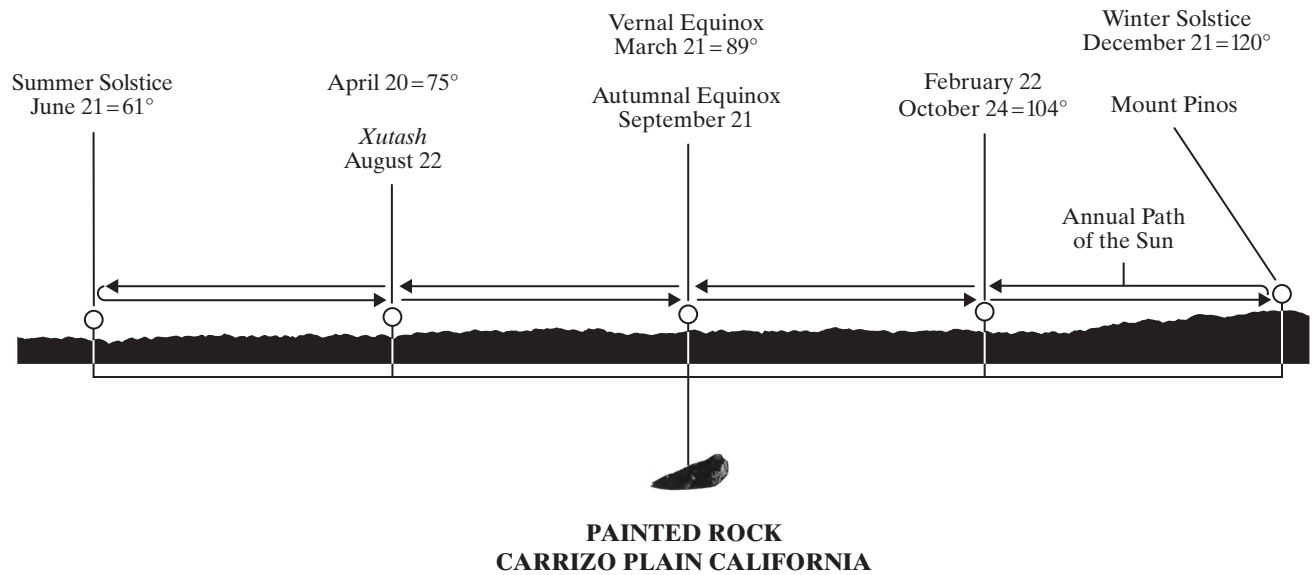 Summer Solstice
June 21=61°
April 20=75°
Xutash
August 22
Vernal Equinox
March 21=89°
Autumnal Equinox
September 21
February 22
October 24=104°
Winter Solstice
December 21=120°
Mount Pinos
Annual Path
of the Sun
PAINTED ROCK
CARRIZO PLAIN CALIFORNIA